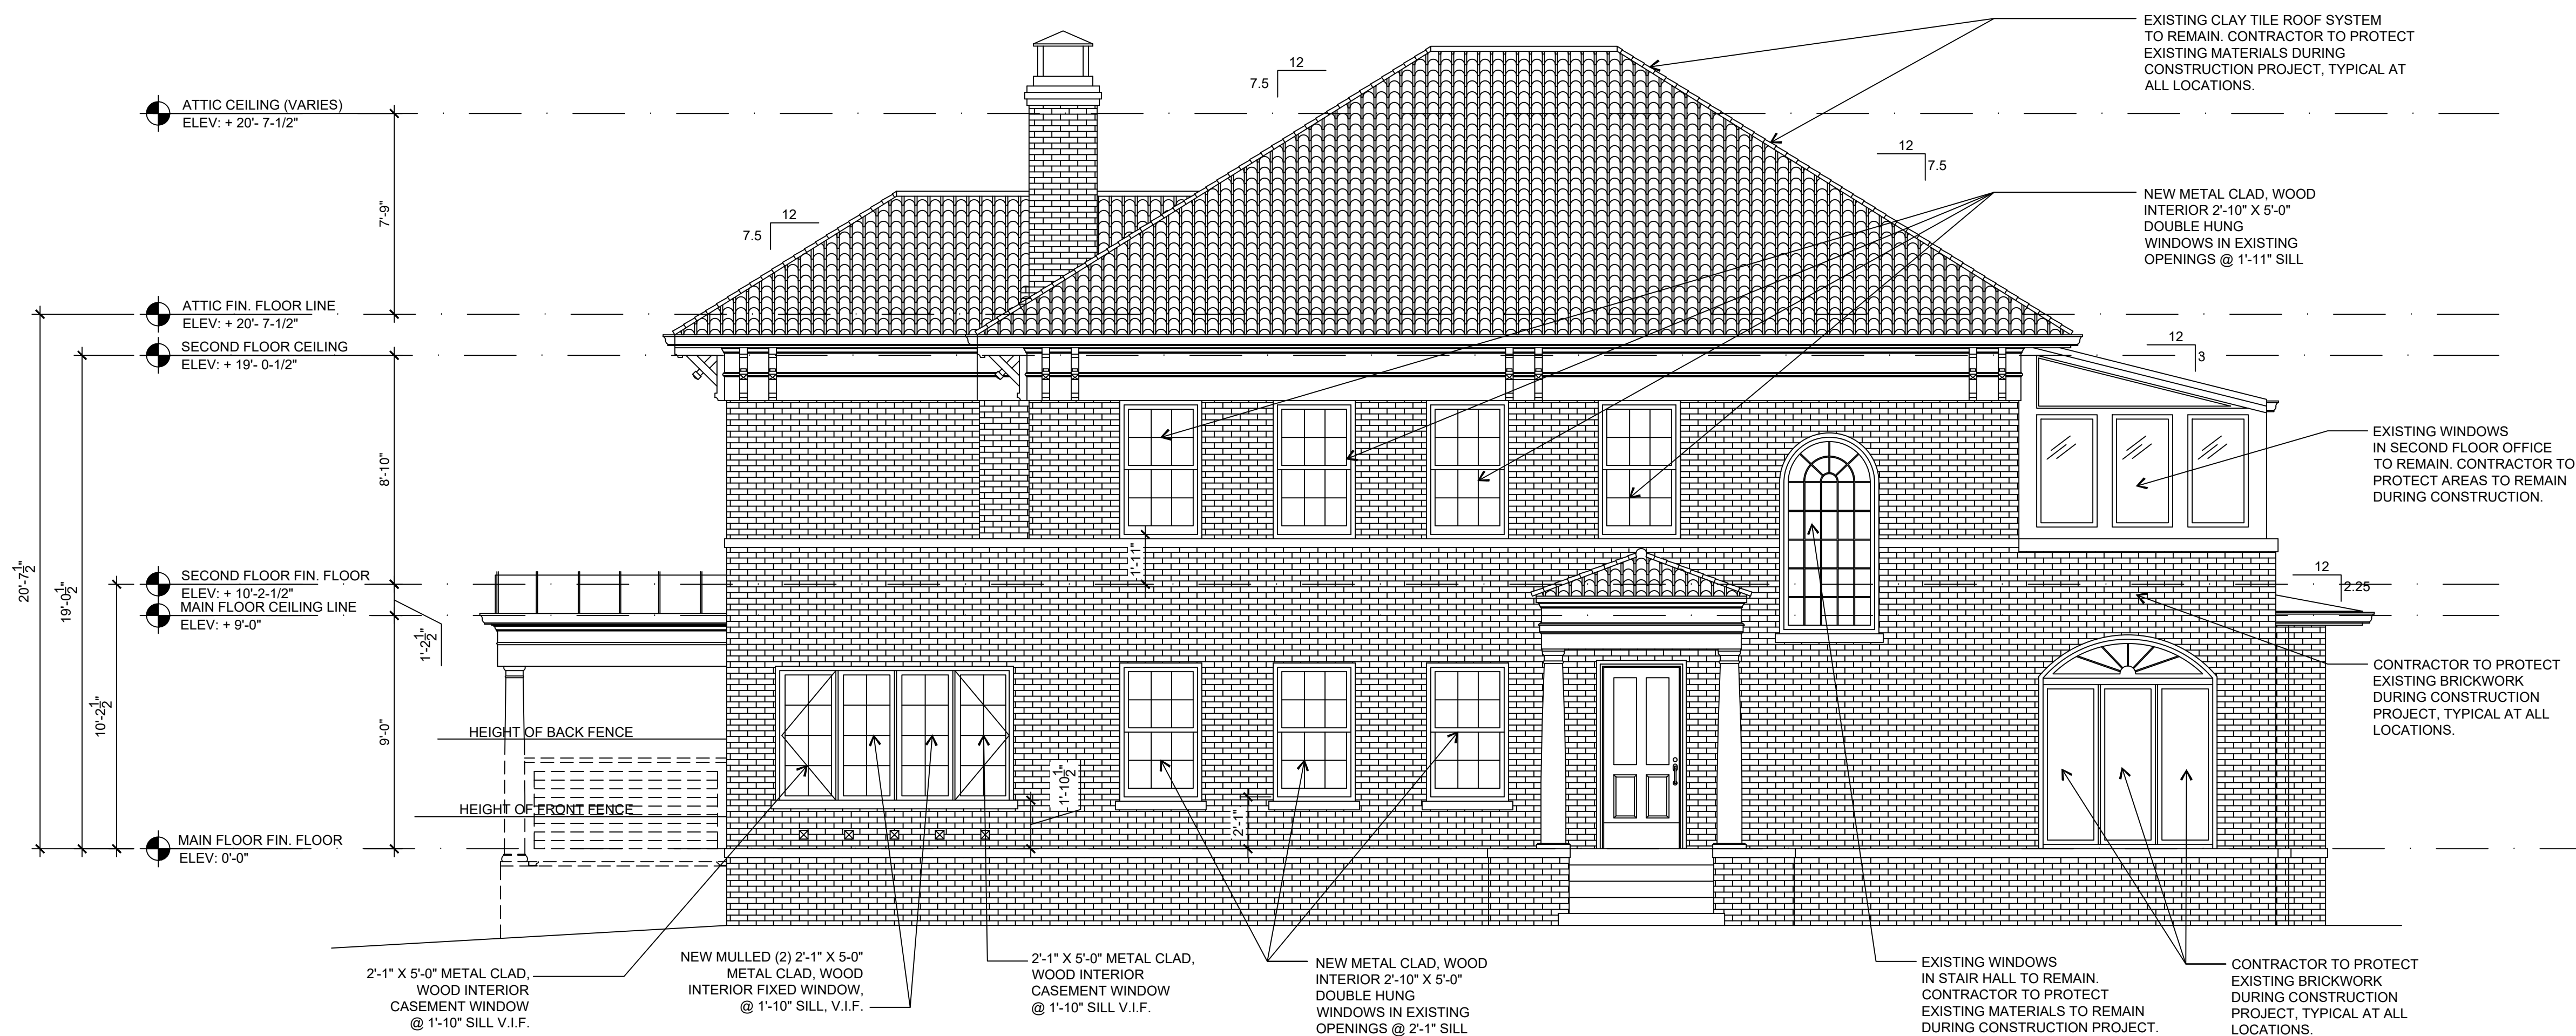 EXISTING CLAY TILE ROOF SYSTEM
TO REMAIN. CONTRACTOR TO PROTECT
EXISTING MATERIALS DURING
CONSTRUCTION PROJECT, TYPICAL AT
ALL LOCATIONS.
12
7.5
ATTIC CEILING (VARIES)
ELEV: + 20'- 7-1/2"
12
7.5
NEW METAL CLAD, WOOD
INTERIOR 2'-10" X 5'-0"
DOUBLE HUNG
WINDOWS IN EXISTING
OPENINGS @ 1'-11" SILL
7'-9"
12
7.5
ATTIC FIN. FLOOR LINE
ELEV: + 20'- 7-1/2"
SECOND FLOOR CEILING
ELEV: + 19'- 0-1/2"
12
3
EXISTING WINDOWS
IN SECOND FLOOR OFFICE
TO REMAIN. CONTRACTOR TO
PROTECT AREAS TO REMAIN
DURING CONSTRUCTION.
8'-10"
1'-11"
20'-7 1/2"
19'-0 1/2"
SECOND FLOOR FIN. FLOOR
ELEV: + 10'-2-1/2"
MAIN FLOOR CEILING LINE
ELEV: + 9'-0"
12
2.25
1'-2 1/2"
10'-2 1/2"
9'-0"
CONTRACTOR TO PROTECT
EXISTING BRICKWORK
DURING CONSTRUCTION
PROJECT, TYPICAL AT ALL
LOCATIONS.
HEIGHT OF BACK FENCE
1'-10 1/2"
HEIGHT OF FRONT FENCE
2'-1"
MAIN FLOOR FIN. FLOOR
ELEV: 0'-0"
2'-1" X 5'-0" METAL CLAD,
WOOD INTERIOR
CASEMENT WINDOW
@ 1'-10" SILL V.I.F.
NEW MULLED (2) 2'-1" X 5-0"
METAL CLAD, WOOD
INTERIOR FIXED WINDOW,
@ 1'-10" SILL, V.I.F.
2'-1" X 5'-0" METAL CLAD,
WOOD INTERIOR
CASEMENT WINDOW
@ 1'-10" SILL V.I.F.
NEW METAL CLAD, WOOD
INTERIOR 2'-10" X 5'-0"
DOUBLE HUNG
WINDOWS IN EXISTING
OPENINGS @ 2'-1" SILL
EXISTING WINDOWS
IN STAIR HALL TO REMAIN.
CONTRACTOR TO PROTECT
EXISTING MATERIALS TO REMAIN
DURING CONSTRUCTION PROJECT.
CONTRACTOR TO PROTECT
EXISTING BRICKWORK
DURING CONSTRUCTION
PROJECT, TYPICAL AT ALL
LOCATIONS.